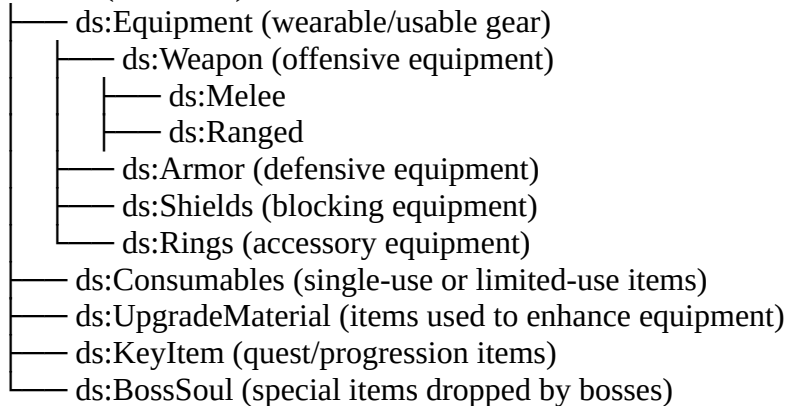 ds:Equipment (wearable/usable gear)
ds:Weapon (offensive equipment)
ds:Melee
ds:Ranged
ds:Armor (defensive equipment)
ds:Shields (blocking equipment)
ds:Rings (accessory equipment)
ds:Consumables (single-use or limited-use items)
ds:UpgradeMaterial (items used to enhance equipment)
ds:KeyItem (quest/progression items)
ds:BossSoul (special items dropped by bosses)